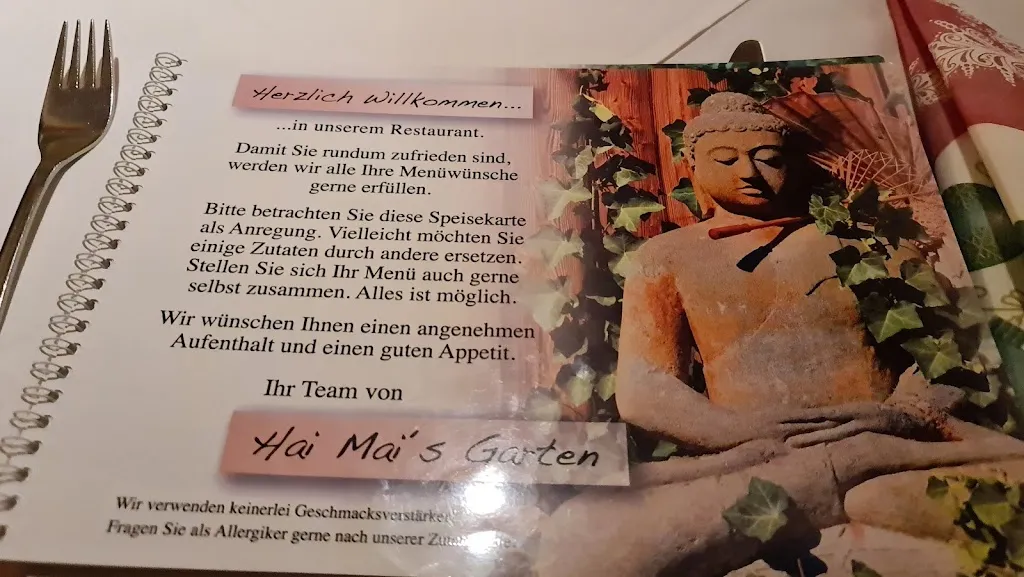 Herzlich Willkommen...
...in unserem Restaurant.
Damit Sie rundum zufrieden sind,
werden wir alle Ihre Menüwünsche
gerne erfüllen.
Bitte betrachten Sie diese Speisekarte
als Anregung. Vielleicht möchten Sie
einige Zutaten durch andere ersetzen.
Stellen Sie sich Ihr Menü auch gerne
selbst zusammen. Alles ist möglich.
Wir wünschen Ihnen einen angenehmen
Aufenthalt und einen guten Appetit.
Ihr Team von
Hai Mai's Garten
Wir verwenden keinerlei Geschmacksverstärker
Fragen Sie als Allergiker gerne nach unserer